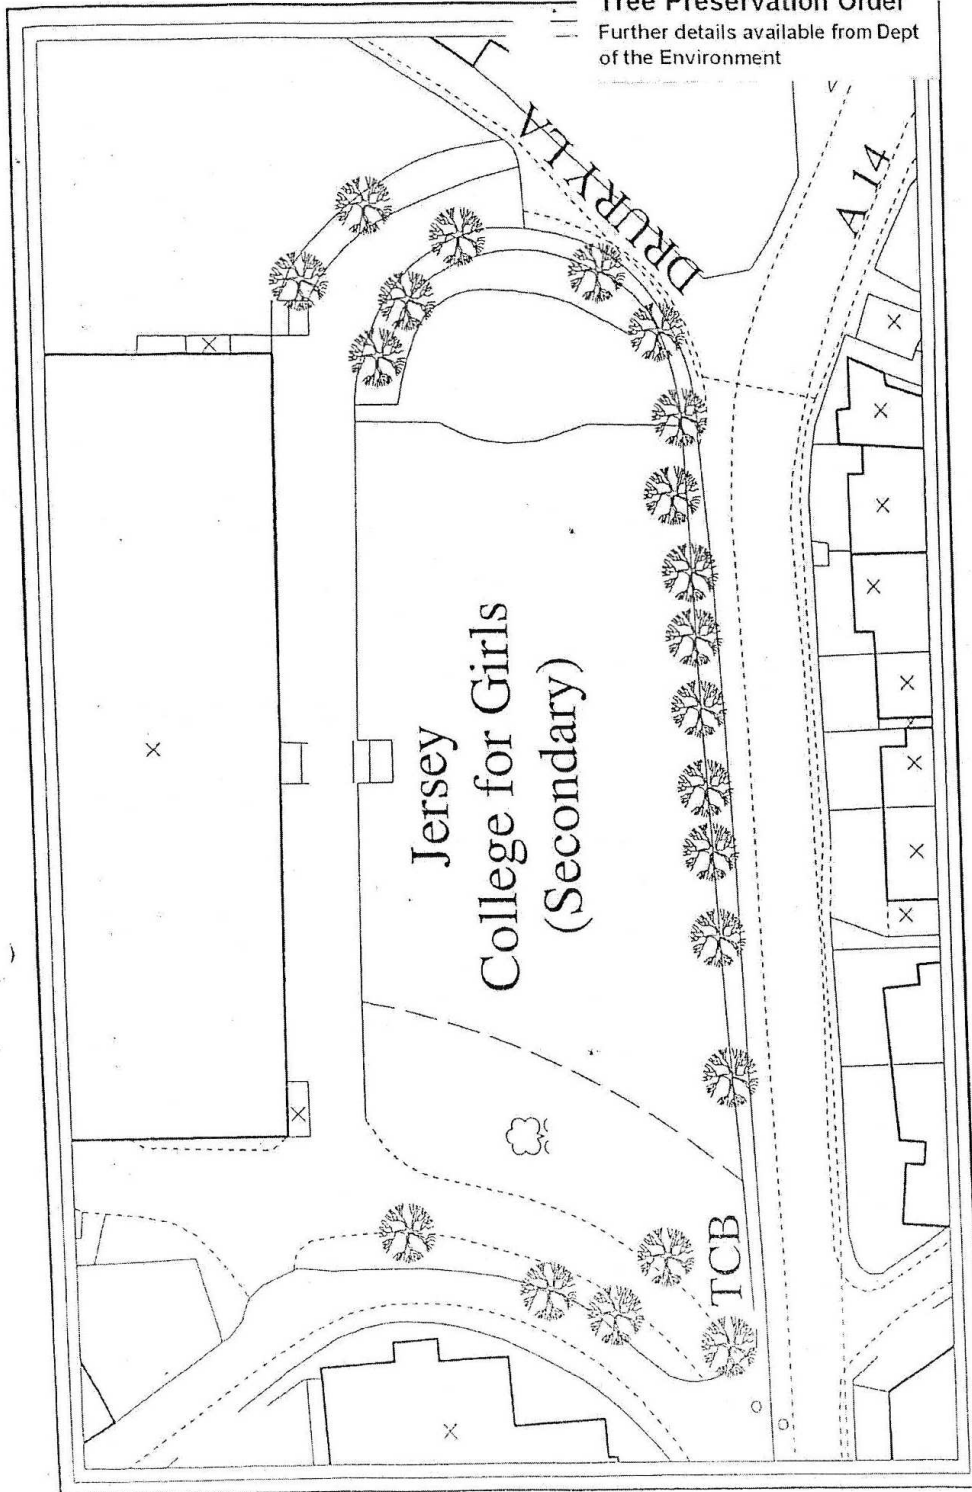 Tree Preservation Order
Further details available from Dept
of the Environment
DRURY LA
A 14
Jersey
College for Girls
(Secondary)
TCB